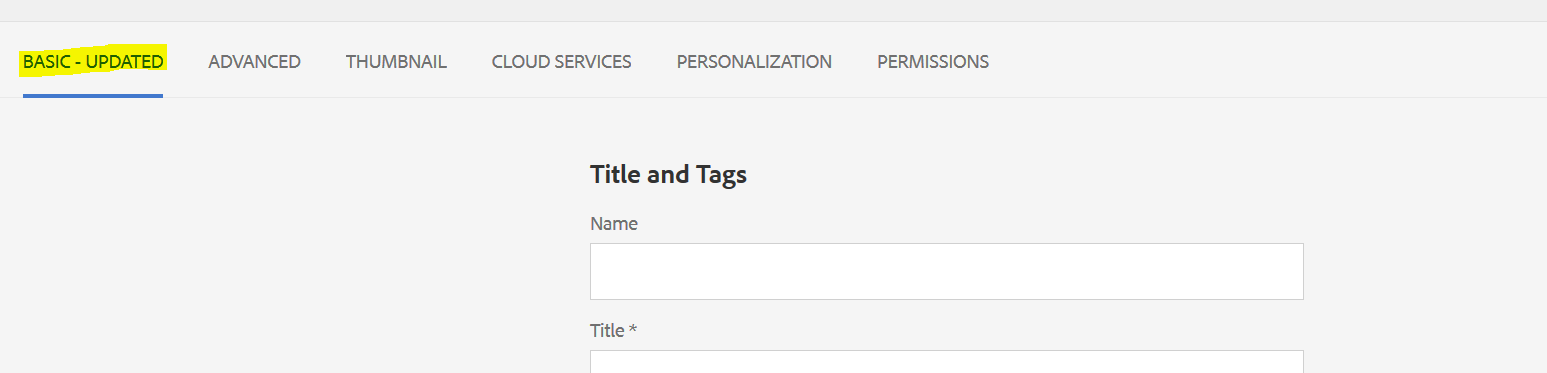 BASIC - UPDATED ADVANCED THUMBNAIL CLOUD SERVICES PERSONALIZATION PERMISSIONS
Title and Tags
Name
Title *